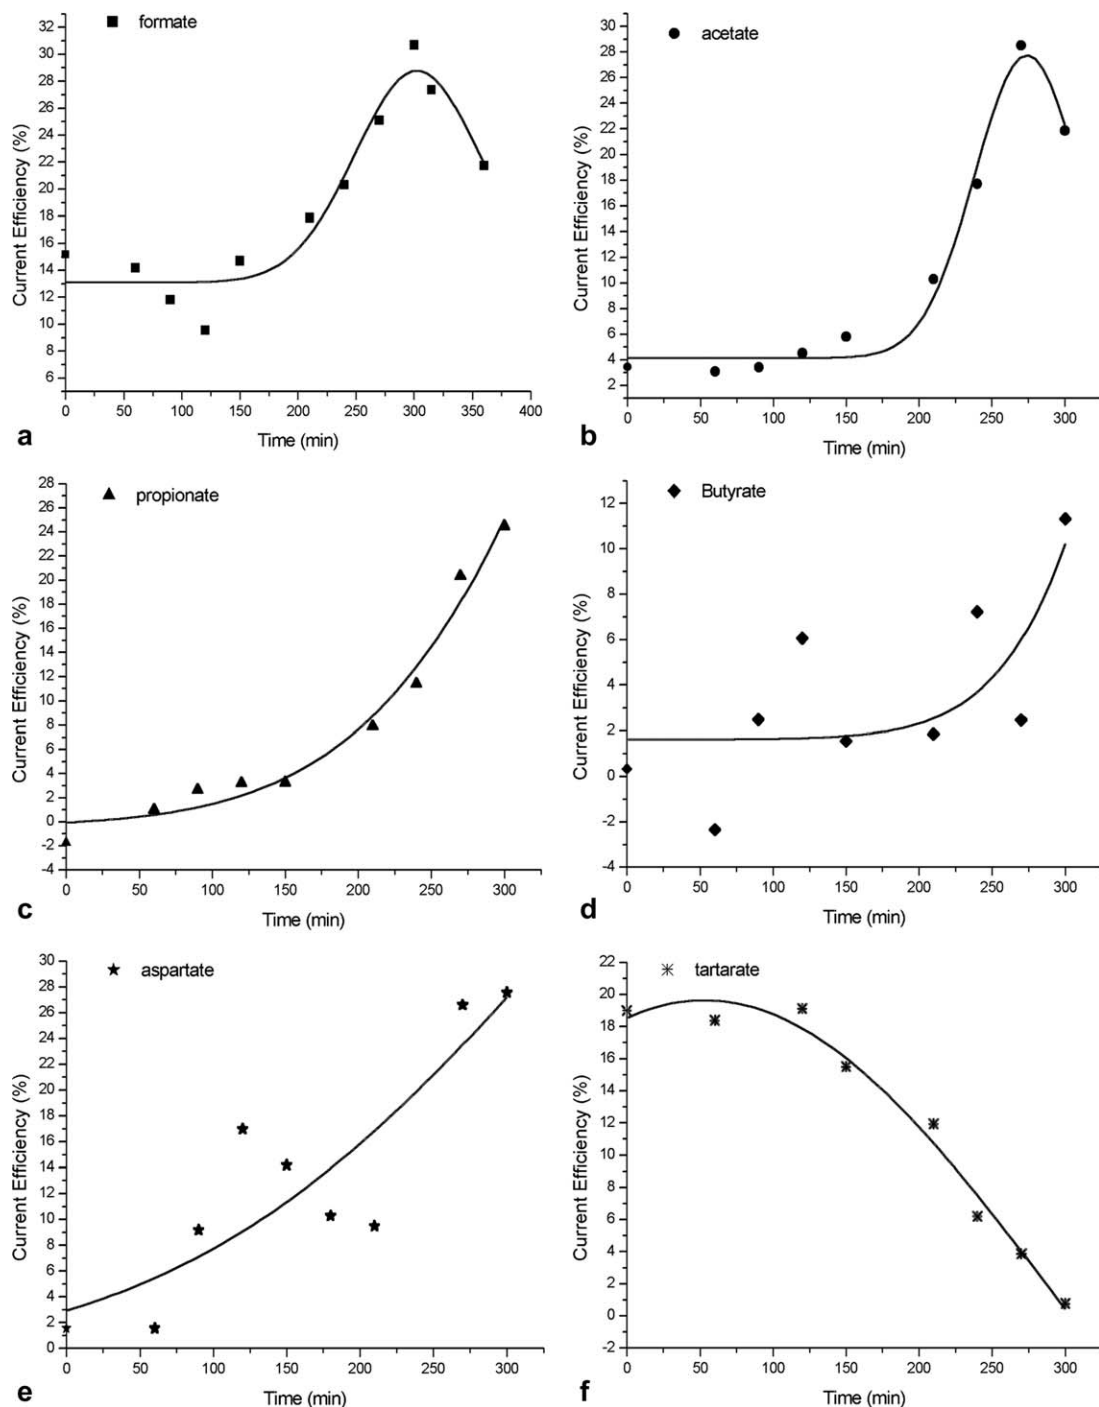 formate
Current Efficiency (%)
33
32
30
28
26
24
22
20
18
16
14
12
10
8
6
0 50 100 150 200 250 300 350 400
Time (min)
a
acetate
Current Efficiency (%)
30
28
26
24
22
20
18
16
14
12
10
8
6
4
2
0 50 100 150 200 250 300
Time (min)
b
propionate
Current Efficiency (%)
28
26
24
22
20
18
16
14
12
10
8
6
4
2
0
-2
-4
0 50 100 150 200 250 300
Time (min)
c
Butyrate
Current Efficiency (%)
12
10
8
6
4
2
0
-2
-4
0 50 100 150 200 250 300
Time (min)
d
aspartate
Current Efficiency (%)
30
28
26
24
22
20
18
16
14
12
10
8
6
4
2
0
0 50 100 150 200 250 300
Time (min)
e
tartarate
Current Efficiency (%)
22
20
18
16
14
12
10
8
6
4
2
0
-2
0 50 100 150 200 250 300
Time (min)
f